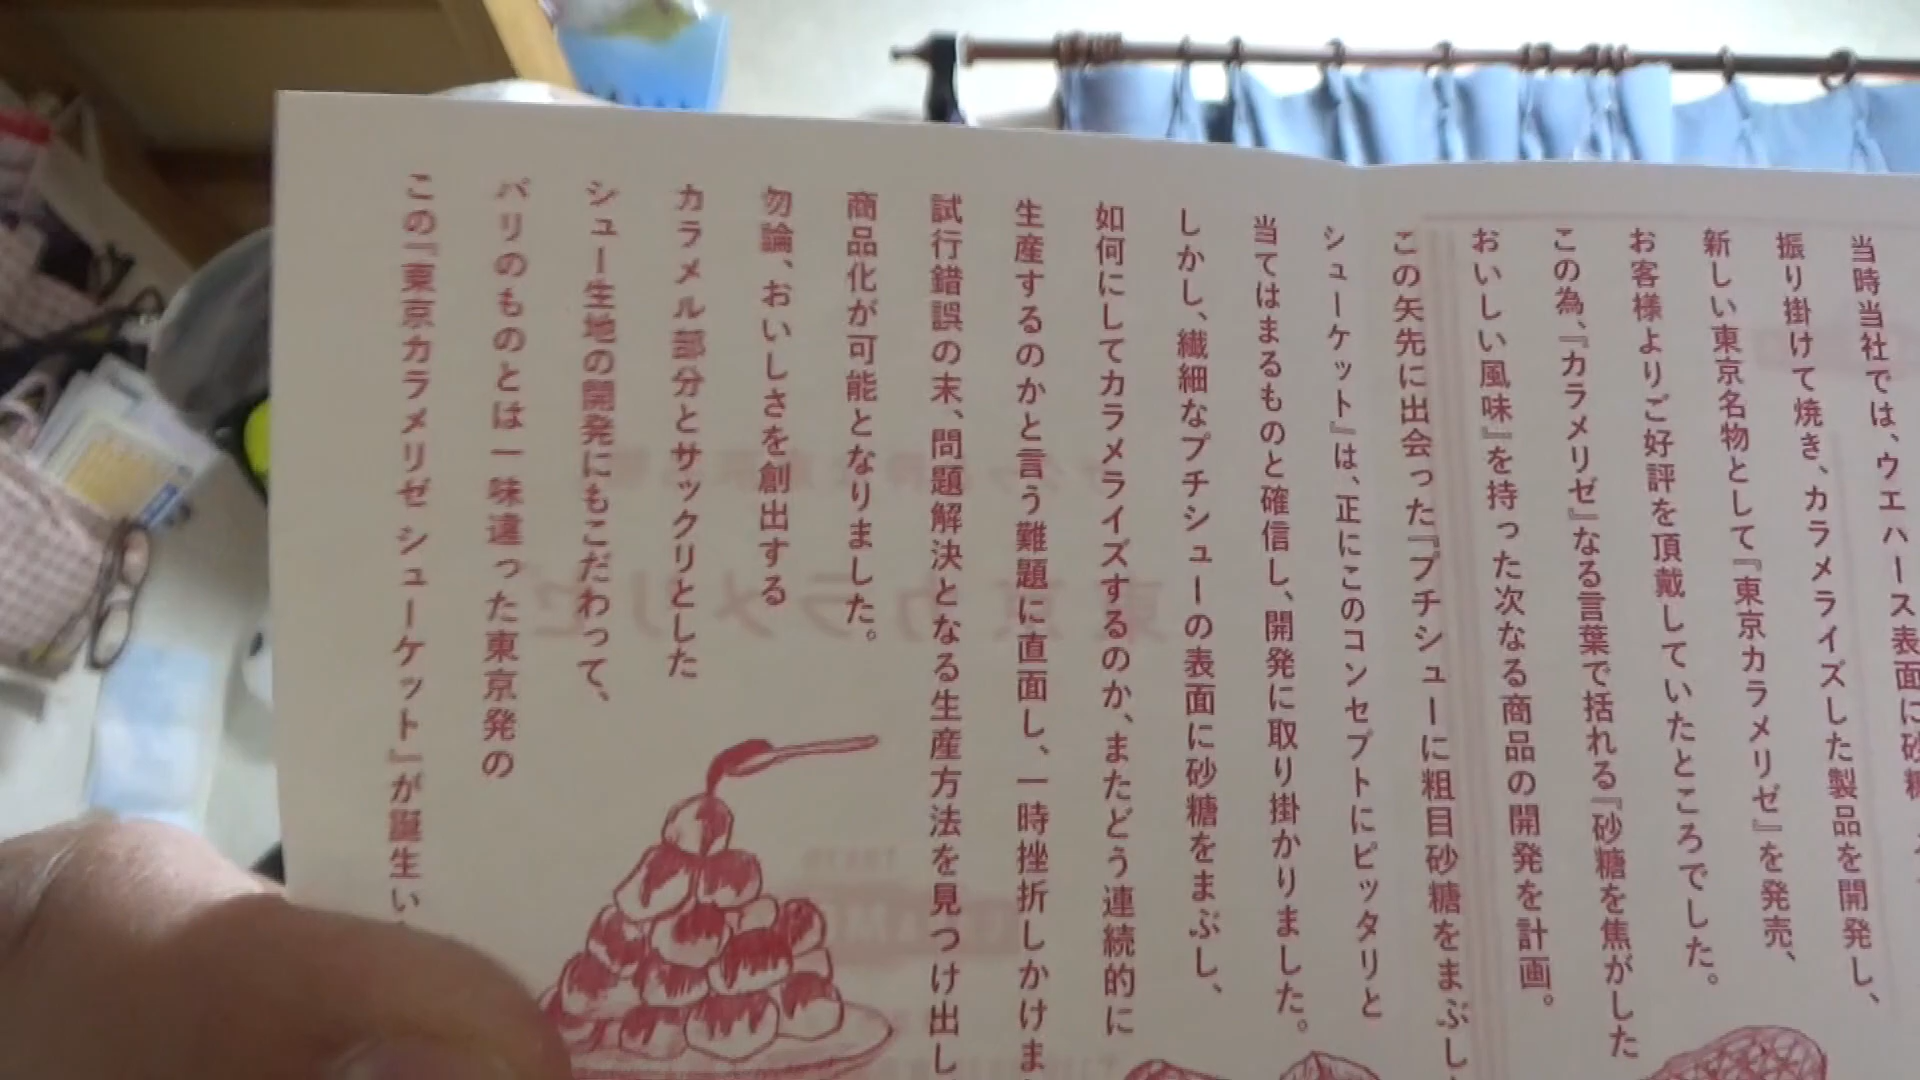 当時当社では、ウエハース表面に砂糖を
振り掛けて焼き、カラメライズした製品を開発し、
新しい東京名物として『東京カラメリゼ』を発売、
お客様よりご好評を頂戴していたところでした。
この為、『カラメリゼ』なる言葉で括れる『砂糖を焦がした
おいしい風味』を持った次なる商品の開発を計画。
この矢先に出会った『プチシューに粗目砂糖をまぶし
シューケット』は、正にこのコンセプトにピッタリと
当てはまるものと確信し、開発に取り掛かりました。
しかし、繊細なプチシューの表面に砂糖をまぶし、
如何にしてカラメライズするのか、またどう連続的に
生産するのかと言う難題に直面し、一時挫折しかけま
試行錯誤の末、問題解決となる生産方法を見つけ出し
商品化が可能となりました。
勿論、おいしさを創出する
カラメル部分とサックリとした
シュー生地の開発にもこだわって、
パリのものとは一味違った東京発の
この『東京カラメリゼ シューケット』が誕生い
東京カラメリゼ